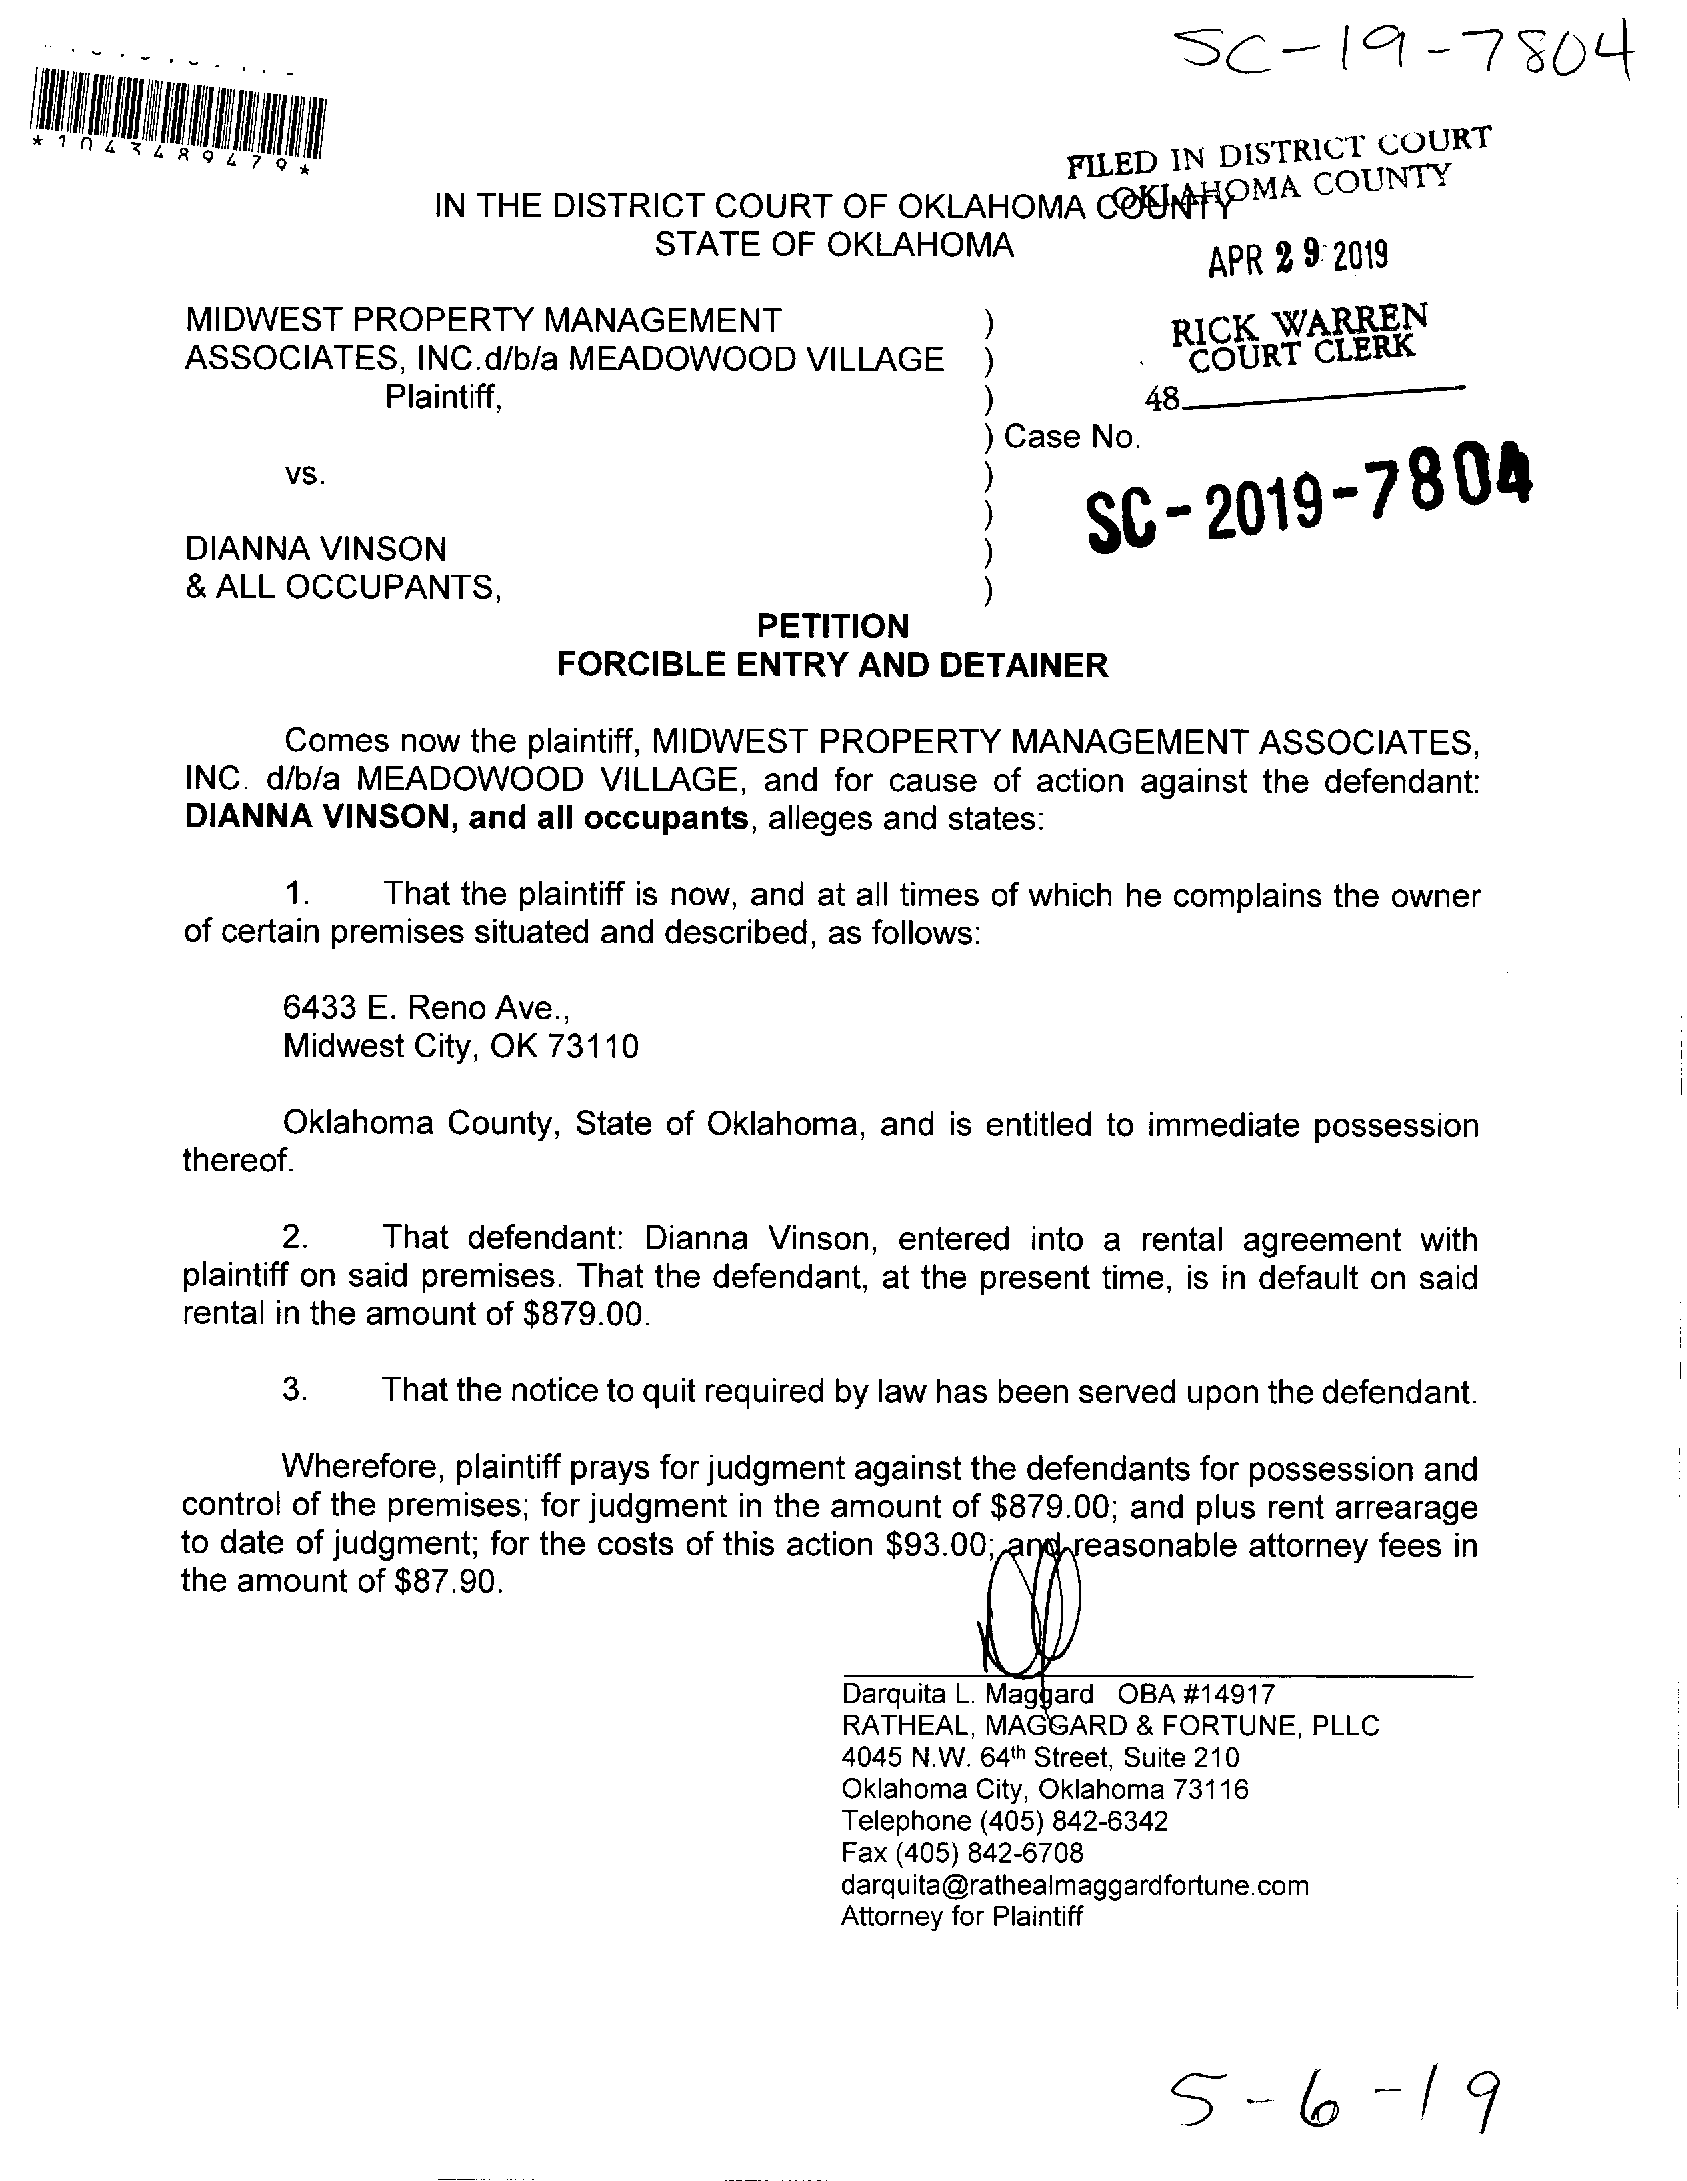 SC-19-7804
*1043489479*
FILED IN DISTRICT COURT
OKLAHOMA COUNTY
IN THE DISTRICT COURT OF OKLAHOMA COUNTY
STATE OF OKLAHOMA
APR 29 2019
MIDWEST PROPERTY MANAGEMENT )
RICK WARREN
ASSOCIATES, INC.d/b/a MEADOWOOD VILLAGE )
COURT CLERK
Plaintiff, )
48
) Case No.
vs. )
SC-2019-7804
)
DIANNA VINSON )
& ALL OCCUPANTS, )
PETITION
FORCIBLE ENTRY AND DETAINER
Comes now the plaintiff, MIDWEST PROPERTY MANAGEMENT ASSOCIATES,
INC. d/b/a MEADOWOOD VILLAGE, and for cause of action against the defendant:
DIANNA VINSON, and all occupants, alleges and states:
1. That the plaintiff is now, and at all times of which he complains the owner
of certain premises situated and described, as follows:
6433 E. Reno Ave.,
Midwest City, OK 73110
Oklahoma County, State of Oklahoma, and is entitled to immediate possession
thereof.
2. That defendant: Dianna Vinson, entered into a rental agreement with
plaintiff on said premises. That the defendant, at the present time, is in default on said
rental in the amount of $879.00.
3. That the notice to quit required by law has been served upon the defendant.
Wherefore, plaintiff prays for judgment against the defendants for possession and
control of the premises; for judgment in the amount of $879.00; and plus rent arrearage
to date of judgment; for the costs of this action $93.00; and reasonable attorney fees in
the amount of $87.90.
Darquita L. Maggard OBA #14917
RATHEAL, MAGGARD & FORTUNE, PLLC
4045 N.W. 64th Street, Suite 210
Oklahoma City, Oklahoma 73116
Telephone (405) 842-6342
Fax (405) 842-6708
darquita@rathealmaggardfortune.com
Attorney for Plaintiff
5-6-19